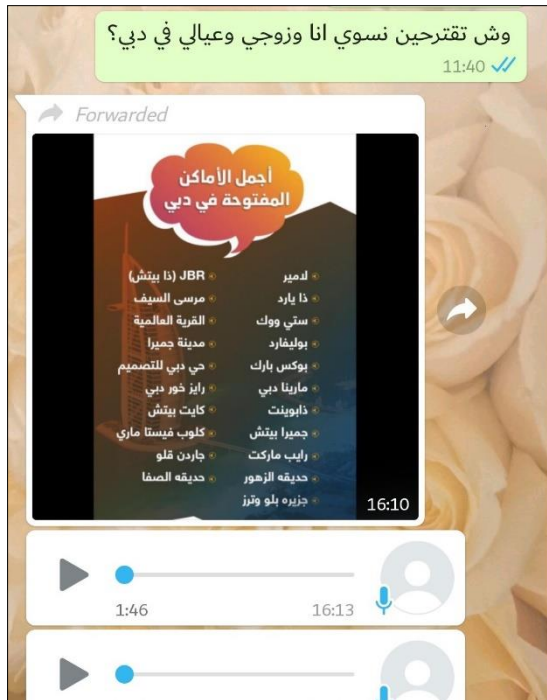 وش تقترحين نسوي انا وزوجي وعيالي في دبي؟
11:40
Forwarded
أجمل الأماكن
المفتوحة في دبي
لامير
ذا يارد
ستي ووك
بوليفارد
بوكس بارك
مارينا دبي
ذابوينت
جميرا بيتش
رايب ماركت
حديقه الزهور
جزيره بلو وترز
JBR (ذا بيتش)
مرسى السيف
القرية العالمية
مدينة جميرا
حي دبي للتصميم
رايز خور دبي
كايت بيتش
كلوب فيستا ماري
جاردن قلو
حديقه الصفا
16:10
1:46 16:13